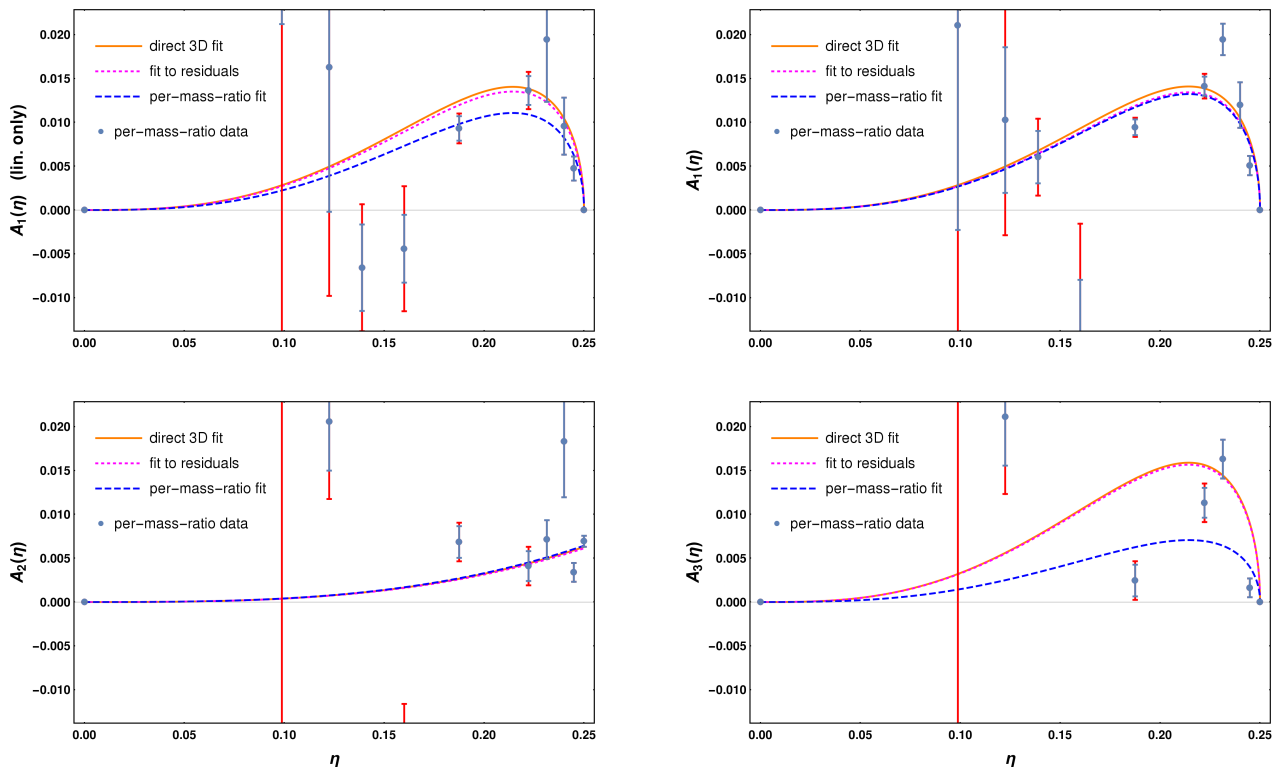 A₁(η) (lin. only)
0.020
0.015
0.010
0.005
0.000
−0.005
−0.010
direct 3D fit
fit to residuals
per−mass−ratio fit
per−mass−ratio data
0.00 0.05 0.10 0.15 0.20 0.25
A₁(η)
0.020
0.015
0.010
0.005
0.000
−0.005
−0.010
direct 3D fit
fit to residuals
per−mass−ratio fit
per−mass−ratio data
0.00 0.05 0.10 0.15 0.20 0.25
A₂(η)
0.020
0.015
0.010
0.005
0.000
−0.005
−0.010
direct 3D fit
fit to residuals
per−mass−ratio fit
per−mass−ratio data
0.00 0.05 0.10 0.15 0.20 0.25
η
A₃(η)
0.020
0.015
0.010
0.005
0.000
−0.005
−0.010
direct 3D fit
fit to residuals
per−mass−ratio fit
per−mass−ratio data
0.00 0.05 0.10 0.15 0.20 0.25
η